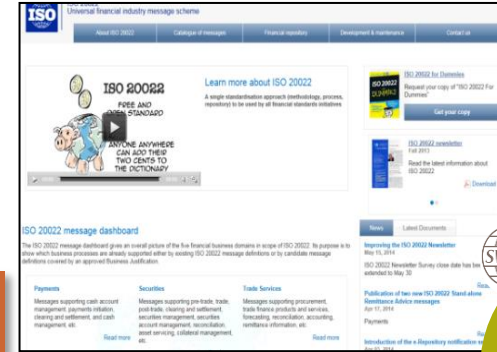 ISO
Universal financial industry message scheme
About ISO 20022
Catalogue of messages
Financial repository
Development & maintenance
Contact us
ISO 20022
FREE AND
OPEN STANDARD
ANYONE ANYWHERE
CAN ADD THEIR
TWO CENTS TO
THE DICTIONARY
Learn more about ISO 20022
A single standardisation approach (methodology, process,
repository) to be used by all financial standards initiatives
ISO 20022 for Dummies
Request your copy of "ISO 20022 For
Dummies"
Get your copy
ISO 20022 newsletter
Fall 2013
Read the latest information about
ISO 20022
Download
ISO 20022 message dashboard
The ISO 20022 message dashboard gives an overall picture of the five financial business domains in scope of ISO 20022. Its purpose is to
show which business processes are already supported either by existing ISO 20022 message definitions or by candidate message
definitions covered by an approved Business Justification.
Payments
Messages supporting cash account
management, payments initiation,
clearing and settlement, and cash
management, etc.
Read more
Securities
Messages supporting pre-trade, trade,
post-trade, clearing and settlement,
securities management, securities
account management, reconciliation,
asset servicing, collateral management,
etc.
Read more
Trade Services
Messages supporting procurement,
trade finance products and services,
forecasting, reconciliation, accounting,
remittance information, etc.
Read more
News
Latest Documents
Improving the ISO 20022 Newsletter
May 15, 2014
ISO 20022 Newsletter Survey close date has been
extended to May 30
Publication of two new ISO 20022 Stand-alone
Remittance Advice messages
Apr 17, 2014
Payments
Introduction of the e-Repository notification